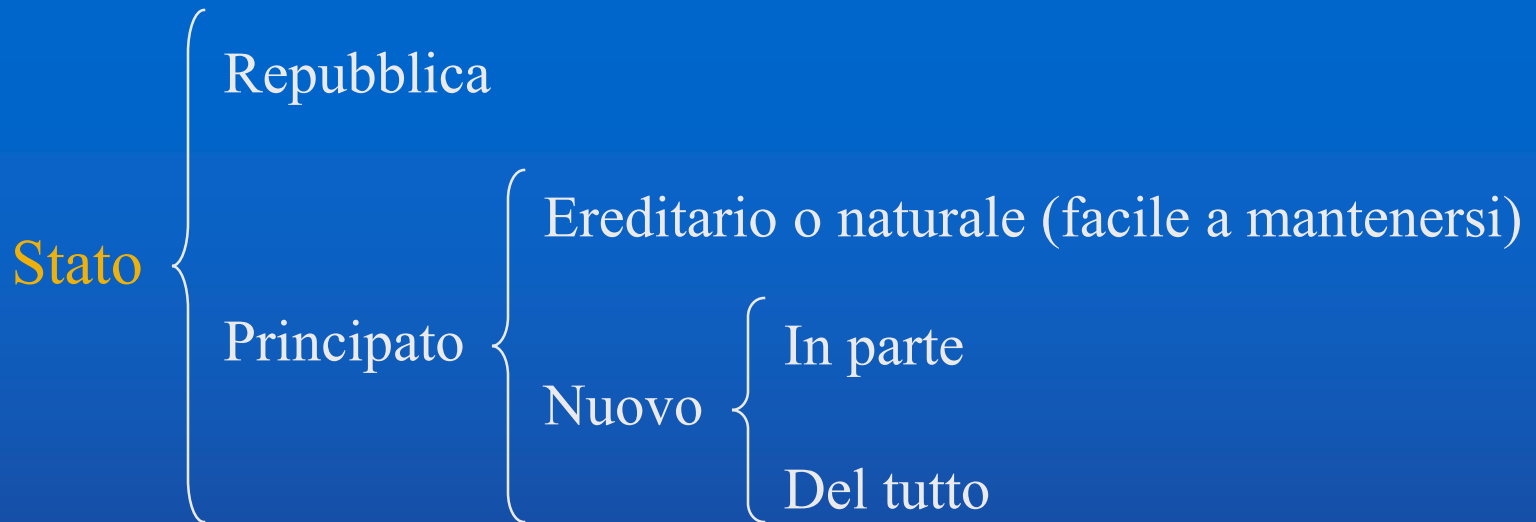 Stato
Repubblica
Principato
Ereditario o naturale (facile a mantenersi)
Nuovo
In parte
Del tutto